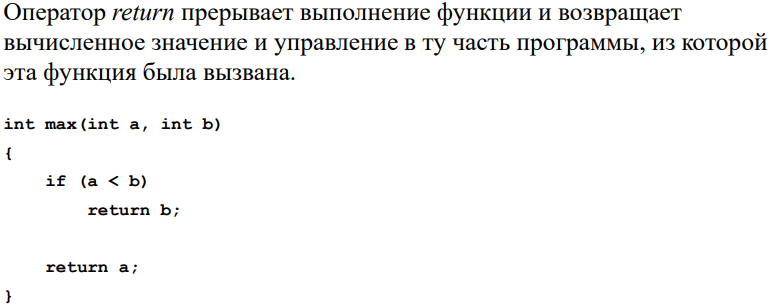 Оператор return прерывает выполнение функции и возвращает
вычисленное значение и управление в ту часть программы, из которой
эта функция была вызвана.
int max(int a, int b)
{
    if (a < b)
        return b;

    return a;
}